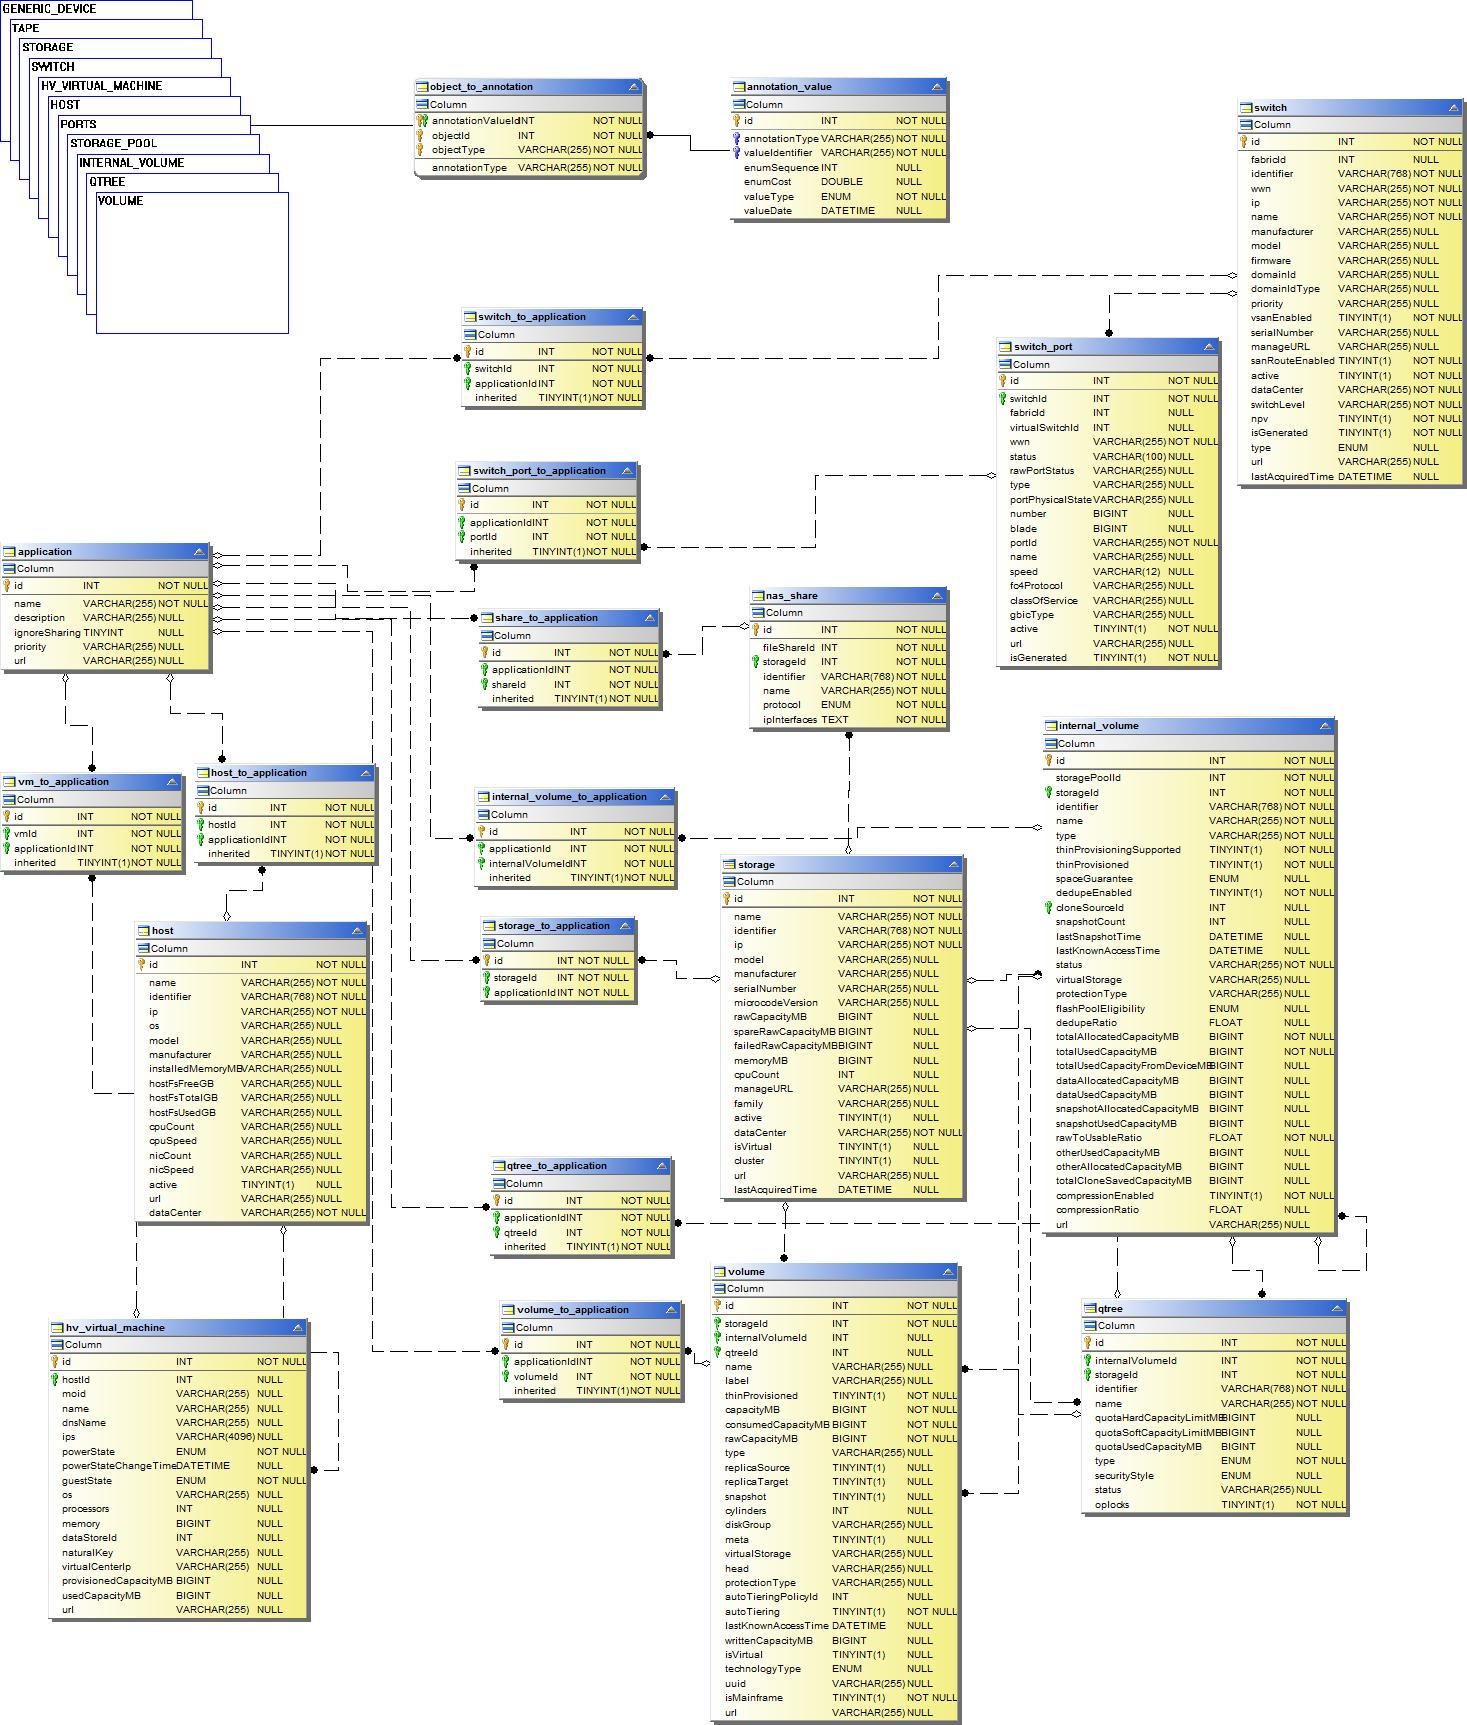 GENERIC_DEVICE
TAPE
STORAGE
SWITCH
HV_VIRTUAL_MACHINE
HOST
PORTS
STORAGE_POOL
INTERNAL_VOLUME
QTREE
VOLUME
object_to_annotation
Column
annotationValueId INT NOT NULL
objectId INT NOT NULL
objectType VARCHAR(255) NOT NULL
annotationType VARCHAR(255) NOT NULL
annotation_value
Column
id INT NOT NULL
annotationType VARCHAR(255) NOT NULL
valueIdentifier VARCHAR(255) NOT NULL
enumSequence INT NULL
enumCost DOUBLE NULL
valueType ENUM NOT NULL
valueDate DATETIME NULL
switch
Column
id INT NOT NULL
fabricId INT NULL
identifier VARCHAR(768) NOT NULL
wwn VARCHAR(255) NOT NULL
ip VARCHAR(255) NOT NULL
name VARCHAR(255) NOT NULL
manufacturer VARCHAR(255) NULL
model VARCHAR(255) NULL
firmware VARCHAR(255) NULL
domainId VARCHAR(255) NULL
domainIdType VARCHAR(255) NULL
priority VARCHAR(255) NULL
vsanEnabled TINYINT(1) NOT NULL
serialNumber VARCHAR(255) NULL
manageURL VARCHAR(255) NULL
sanRouteEnabled TINYINT(1) NOT NULL
active TINYINT(1) NOT NULL
dataCenter VARCHAR(255) NOT NULL
switchLevel VARCHAR(255) NOT NULL
npv TINYINT(1) NOT NULL
isGenerated TINYINT(1) NOT NULL
type ENUM NULL
url VARCHAR(255) NULL
lastAcquiredTime DATETIME NULL
switch_to_application
Column
id INT NOT NULL
switchId INT NOT NULL
applicationId INT NOT NULL
inherited TINYINT(1) NOT NULL
switch_port
Column
id INT NOT NULL
switchId INT NOT NULL
fabricId INT NULL
virtualSwitchId INT NULL
wwn VARCHAR(255) NOT NULL
status VARCHAR(100) NULL
rawPortStatus VARCHAR(255) NULL
type VARCHAR(255) NULL
portPhysicalState VARCHAR(255) NULL
number BIGINT NULL
blade BIGINT NULL
portId VARCHAR(255) NOT NULL
name VARCHAR(255) NULL
speed VARCHAR(12) NULL
fc4Protocol VARCHAR(255) NULL
classOfService VARCHAR(255) NULL
gbicType VARCHAR(255) NULL
active TINYINT(1) NOT NULL
url VARCHAR(255) NULL
isGenerated TINYINT(1) NOT NULL
switch_port_to_application
Column
id INT NOT NULL
applicationId INT NOT NULL
portId INT NOT NULL
inherited TINYINT(1) NOT NULL
application
Column
id INT NOT NULL
name VARCHAR(255) NOT NULL
description VARCHAR(255) NULL
ignoreSharing TINYINT NULL
priority VARCHAR(255) NULL
url VARCHAR(255) NULL
share_to_application
Column
id INT NOT NULL
applicationId INT NOT NULL
shareId INT NOT NULL
inherited TINYINT(1) NOT NULL
nas_share
Column
id INT NOT NULL
fileShareId INT NULL
storageId INT NOT NULL
identifier VARCHAR(768) NOT NULL
name VARCHAR(255) NOT NULL
protocol ENUM NOT NULL
ipInterfaces TEXT NOT NULL
internal_volume
Column
id INT NOT NULL
storagePoolId INT NOT NULL
storageId INT NOT NULL
identifier VARCHAR(768) NOT NULL
name VARCHAR(255) NOT NULL
type VARCHAR(255) NOT NULL
thinProvisioningSupported TINYINT(1) NOT NULL
thinProvisioned TINYINT(1) NOT NULL
spaceGuarantee ENUM NULL
dedupeEnabled TINYINT(1) NOT NULL
cloneSourceId INT NULL
snapshotCount INT NULL
lastSnapshotTime DATETIME NULL
lastKnownAccessTime DATETIME NULL
status VARCHAR(255) NOT NULL
virtualStorage VARCHAR(255) NULL
protectionType VARCHAR(255) NULL
flashPoolEligibility ENUM NULL
dedupeRatio FLOAT NULL
totalAllocatedCapacityMB BIGINT NOT NULL
totalUsedCapacityMB BIGINT NOT NULL
totalUsedCapacityFromDeviceMB BIGINT NULL
dataAllocatedCapacityMB BIGINT NULL
dataUsedCapacityMB BIGINT NULL
snapshotAllocatedCapacityMB BIGINT NULL
snapshotUsedCapacityMB BIGINT NULL
rawToUsableRatio FLOAT NOT NULL
otherUsedCapacityMB BIGINT NULL
otherAllocatedCapacityMB BIGINT NULL
totalCloneSavedCapacityMB BIGINT NULL
compressionEnabled TINYINT(1) NOT NULL
compressionRatio FLOAT NULL
url VARCHAR(255) NULL
vm_to_application
Column
id INT NOT NULL
vmId INT NOT NULL
applicationId INT NOT NULL
inherited TINYINT(1) NOT NULL
host_to_application
Column
id INT NOT NULL
hostId INT NOT NULL
applicationId INT NOT NULL
inherited TINYINT(1) NOT NULL
internal_volume_to_application
Column
id INT NOT NULL
applicationId INT NOT NULL
internalVolumeId INT NOT NULL
inherited TINYINT(1) NOT NULL
storage
Column
id INT NOT NULL
name VARCHAR(255) NOT NULL
identifier VARCHAR(768) NOT NULL
ip VARCHAR(255) NOT NULL
model VARCHAR(255) NULL
manufacturer VARCHAR(255) NULL
serialNumber VARCHAR(255) NULL
microcodeVersion VARCHAR(255) NULL
rawCapacityMB BIGINT NULL
spareRawCapacityMB BIGINT NULL
failedRawCapacityMB BIGINT NULL
memoryMB BIGINT NULL
cpuCount INT NULL
manageURL VARCHAR(255) NULL
family VARCHAR(255) NULL
active TINYINT(1) NULL
dataCenter VARCHAR(255) NOT NULL
isVirtual TINYINT(1) NULL
cluster TINYINT(1) NULL
url VARCHAR(255) NULL
lastAcquiredTime DATETIME NULL
storage_to_application
Column
id INT NOT NULL
storageId INT NOT NULL
applicationId INT NOT NULL
host
Column
id INT NOT NULL
name VARCHAR(255) NOT NULL
identifier VARCHAR(768) NOT NULL
ip VARCHAR(255) NOT NULL
os VARCHAR(255) NULL
model VARCHAR(255) NULL
manufacturer VARCHAR(255) NULL
installedMemoryMB VARCHAR(255) NULL
hostFsFreeGB VARCHAR(255) NULL
hostFsTotalGB VARCHAR(255) NULL
hostFsUsedGB VARCHAR(255) NULL
cpuCount VARCHAR(255) NULL
cpuSpeed VARCHAR(255) NULL
nicCount VARCHAR(255) NULL
nicSpeed VARCHAR(255) NULL
active TINYINT(1) NULL
url VARCHAR(255) NULL
dataCenter VARCHAR(255) NOT NULL
qtree_to_application
Column
id INT NOT NULL
applicationId INT NOT NULL
qtreeId INT NOT NULL
inherited TINYINT(1) NOT NULL
volume
Column
id INT NOT NULL
storageId INT NOT NULL
internalVolumeId INT NULL
qtreeId INT NULL
name VARCHAR(255) NOT NULL
label VARCHAR(255) NULL
thinProvisioned TINYINT(1) NOT NULL
capacityMB BIGINT NOT NULL
consumedCapacityMB BIGINT NOT NULL
rawCapacityMB BIGINT NOT NULL
type VARCHAR(255) NULL
replicaSource TINYINT(1) NULL
replicaTarget TINYINT(1) NULL
snapshot TINYINT(1) NULL
cylinders INT NULL
diskGroup VARCHAR(255) NULL
meta TINYINT(1) NULL
virtualStorage VARCHAR(255) NULL
head VARCHAR(255) NULL
protectionType VARCHAR(255) NULL
autoTieringPolicyId INT NULL
autoTiering TINYINT(1) NOT NULL
lastKnownAccessTime DATETIME NULL
writtenCapacityMB BIGINT NULL
isVirtual TINYINT(1) NULL
technologyType ENUM NULL
uuid VARCHAR(255) NULL
isMainframe TINYINT(1) NOT NULL
url VARCHAR(255) NULL
volume_to_application
Column
id INT NOT NULL
applicationId INT NOT NULL
volumeId INT NOT NULL
inherited TINYINT(1) NOT NULL
qtree
Column
id INT NOT NULL
internalVolumeId INT NOT NULL
storageId INT NOT NULL
identifier VARCHAR(768) NOT NULL
name VARCHAR(255) NOT NULL
quotaHardCapacityLimitMB BIGINT NULL
quotaSoftCapacityLimitMB BIGINT NULL
quotaUsedCapacityMB BIGINT NULL
type ENUM NOT NULL
securityStyle ENUM NULL
status VARCHAR(255) NULL
oplocks TINYINT(1) NOT NULL
hv_virtual_machine
Column
id INT NOT NULL
hostId INT NULL
moid VARCHAR(255) NULL
name VARCHAR(255) NULL
dnsName VARCHAR(255) NULL
ips VARCHAR(4096) NULL
powerState ENUM NOT NULL
powerStateChangeTime DATETIME NULL
guestState ENUM NOT NULL
os VARCHAR(255) NULL
processors INT NULL
memory BIGINT NULL
dataStoreId INT NULL
naturalKey VARCHAR(255) NULL
virtualCenterIp VARCHAR(255) NULL
provisionedCapacityMB BIGINT NULL
usedCapacityMB BIGINT NULL
url VARCHAR(255) NULL